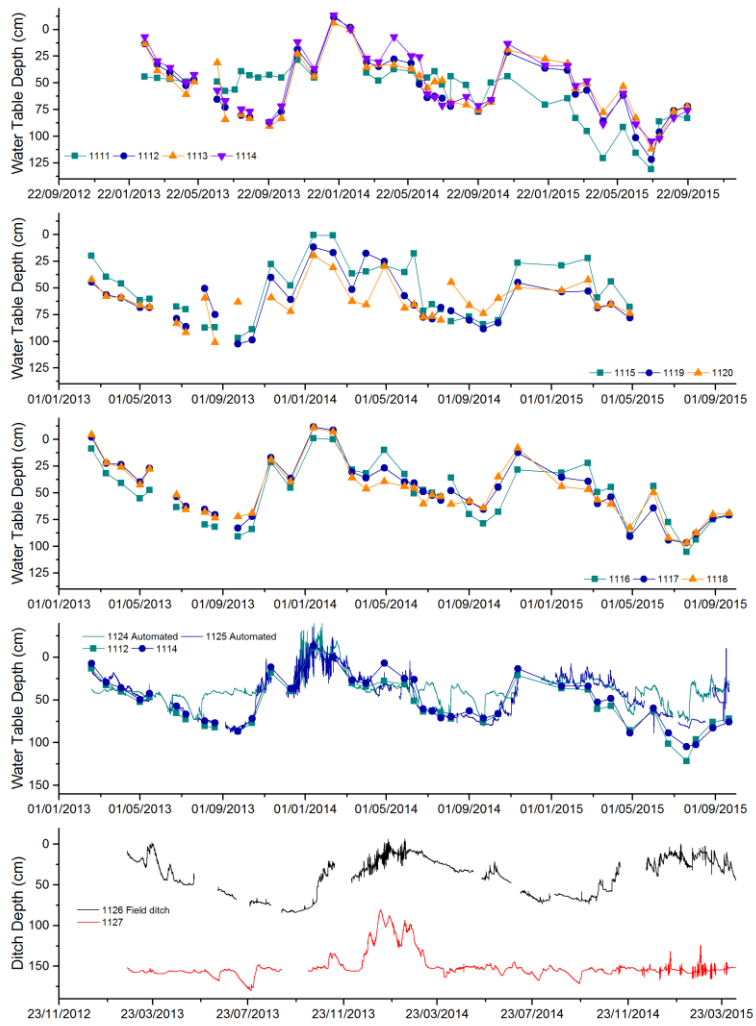 Water Table Depth (cm)
0
25
50
75
100
125
1111 1112 1113 1114
22/09/2012 22/01/2013 22/05/2013 22/09/2013 22/01/2014 22/05/2014 22/09/2014 22/01/2015 22/05/2015 22/09/2015
Water Table Depth (cm)
0
25
50
75
100
125
1115 1119 1120
01/01/2013 01/05/2013 01/09/2013 01/01/2014 01/05/2014 01/09/2014 01/01/2015 01/05/2015 01/09/2015
Water Table Depth (cm)
0
25
50
75
100
125
1116 1117 1118
01/01/2013 01/05/2013 01/09/2013 01/01/2014 01/05/2014 01/09/2014 01/01/2015 01/05/2015 01/09/2015
Water Table Depth (cm)
1124 Automated 1125 Automated
1112 1114
0
50
100
150
01/01/2013 01/05/2013 01/09/2013 01/01/2014 01/05/2014 01/09/2014 01/01/2015 01/05/2015 01/09/2015
Ditch Depth (cm)
0
50
100
150
1126 Field ditch
1127
23/11/2012 23/03/2013 23/07/2013 23/11/2013 23/03/2014 23/07/2014 23/11/2014 23/03/2015